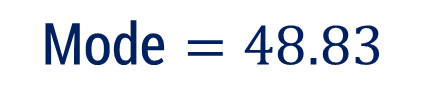 Mode = 48.83